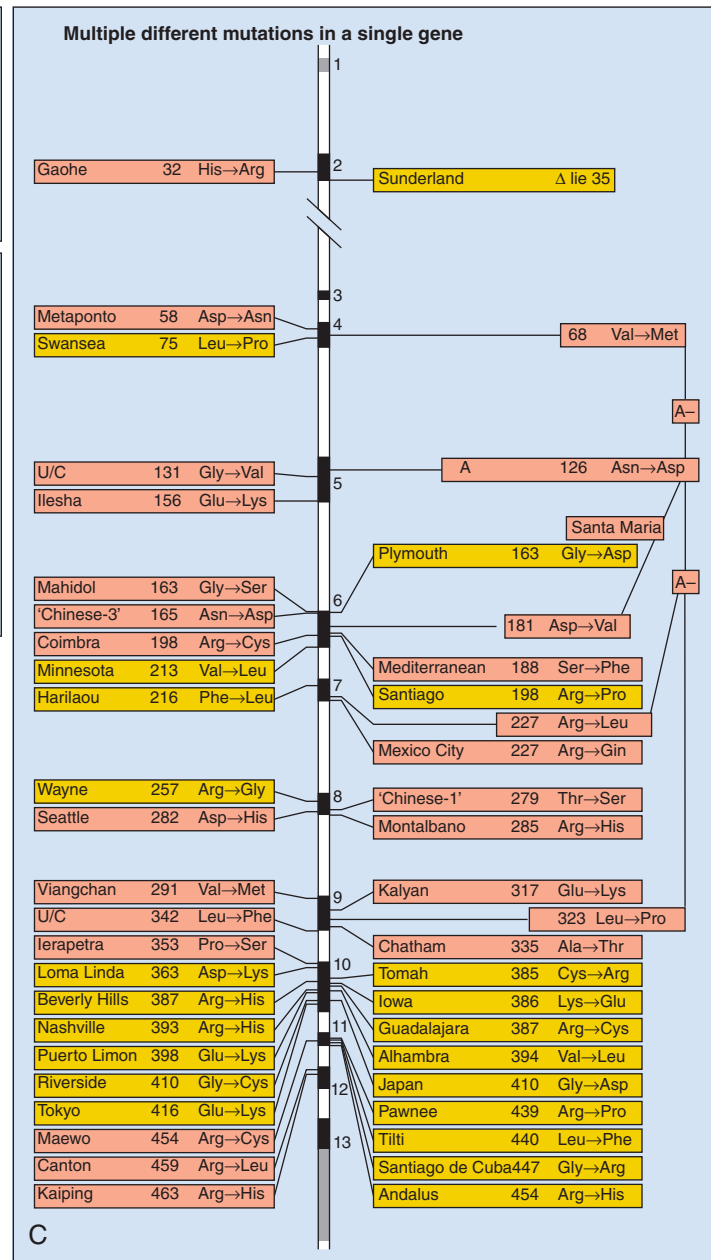 Multiple different mutations in a single gene
1
Gaohe 32 His→Arg
2
Sunderland Δ lie 35
3
Metaponto 58 Asp→Asn
4
68 Val→Met
Swansea 75 Leu→Pro
A–
U/C 131 Gly→Val
A 126 Asn→Asp
5
Ilesha 156 Glu→Lys
Santa Maria
Plymouth 163 Gly→Asp
A–
Mahidol 163 Gly→Ser
6
'Chinese-3' 165 Asn→Asp
181 Asp→Val
Coimbra 198 Arg→Cys
Mediterranean 188 Ser→Phe
Minnesota 213 Val→Leu
Santiago 198 Arg→Pro
Harilaou 216 Phe→Leu
7
227 Arg→Leu
Mexico City 227 Arg→Gin
Wayne 257 Arg→Gly
8
'Chinese-1' 279 Thr→Ser
Seattle 282 Asp→His
Montalbano 285 Arg→His
Viangchan 291 Val→Met
9
Kalyan 317 Glu→Lys
U/C 342 Leu→Phe
323 Leu→Pro
Ierapetra 353 Pro→Ser
Chatham 335 Ala→Thr
Loma Linda 363 Asp→Lys
10
Tomah 385 Cys→Arg
Beverly Hills 387 Arg→His
Iowa 386 Lys→Glu
Nashville 393 Arg→His
Guadalajara 387 Arg→Cys
Puerto Limon 398 Glu→Lys
11
Alhambra 394 Val→Leu
Riverside 410 Gly→Cys
Japan 410 Gly→Asp
12
Tokyo 416 Glu→Lys
Pawnee 439 Arg→Pro
Maewo 454 Arg→Cys
13
Tilti 440 Leu→Phe
Canton 459 Arg→Leu
Santiago de Cuba447 Gly→Arg
Kaiping 463 Arg→His
Andalus 454 Arg→His
C